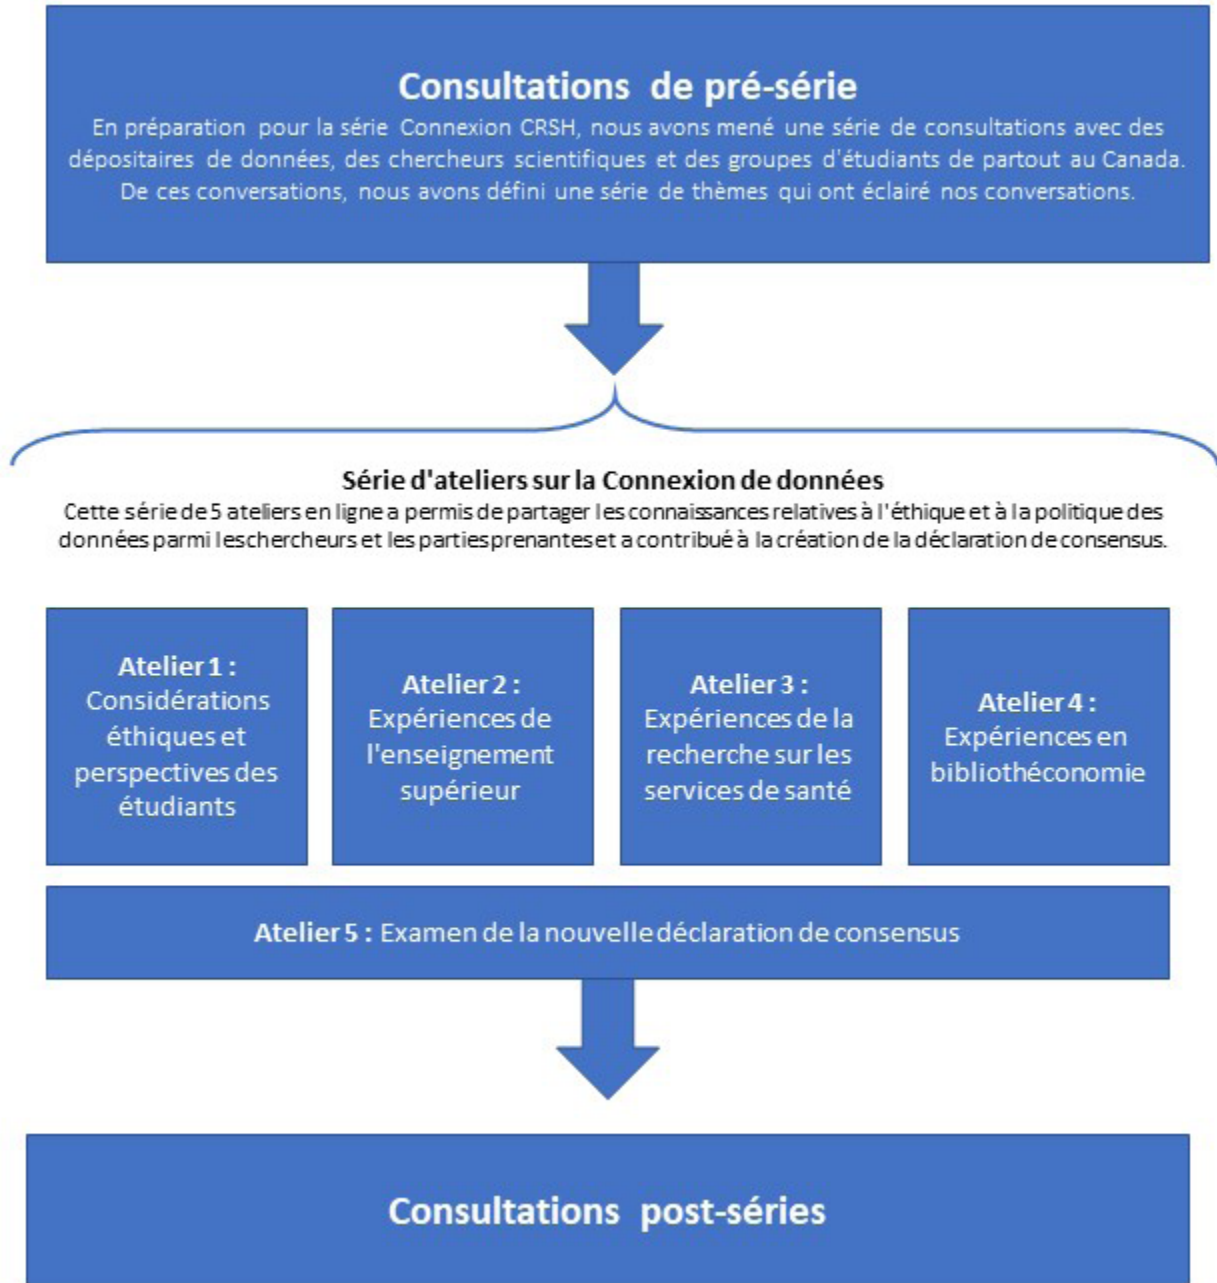 Consultations de pré-série
En préparation pour la série Connexion CRSH, nous avons mené une série de consultations avec des
dépositaires de données, des chercheurs scientifiques et des groupes d'étudiants de partout au Canada.
De ces conversations, nous avons défini une série de thèmes qui ont éclairé nos conversations.
Série d'ateliers sur la Connexion de données
Cette série de 5 ateliers en ligne a permis de partager les connaissances relatives à l'éthique et à la politique des
données parmi les chercheurs et les parties prenantes et a contribué à la création de la déclaration de consensus.
Atelier 1 :
Considérations
éthiques et
perspectives des
étudiants
Atelier 2 :
Expériences de
l'enseignement
supérieur
Atelier 3 :
Expériences de la
recherche sur les
services de santé
Atelier 4 :
Expériences en
bibliothéconomie
Atelier 5 : Examen de la nouvelle déclaration de consensus
Consultations post-séries